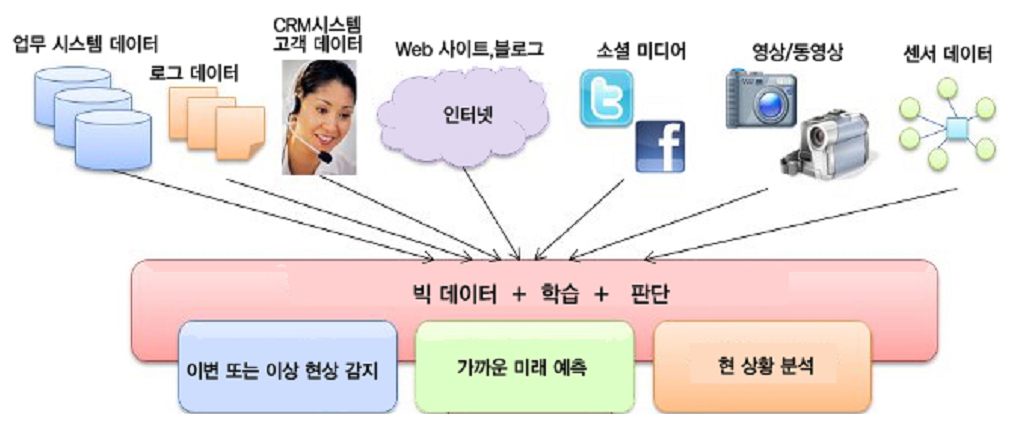 업무 시스템 데이터
로그 데이터
CRM시스템
고객 데이터
Web 사이트,블로그
소셜 미디어
영상/동영상
센서 데이터
인터넷
빅 데이터 + 학습 + 판단
이변 또는 이상 현상 감지
가까운 미래 예측
현 상황 분석